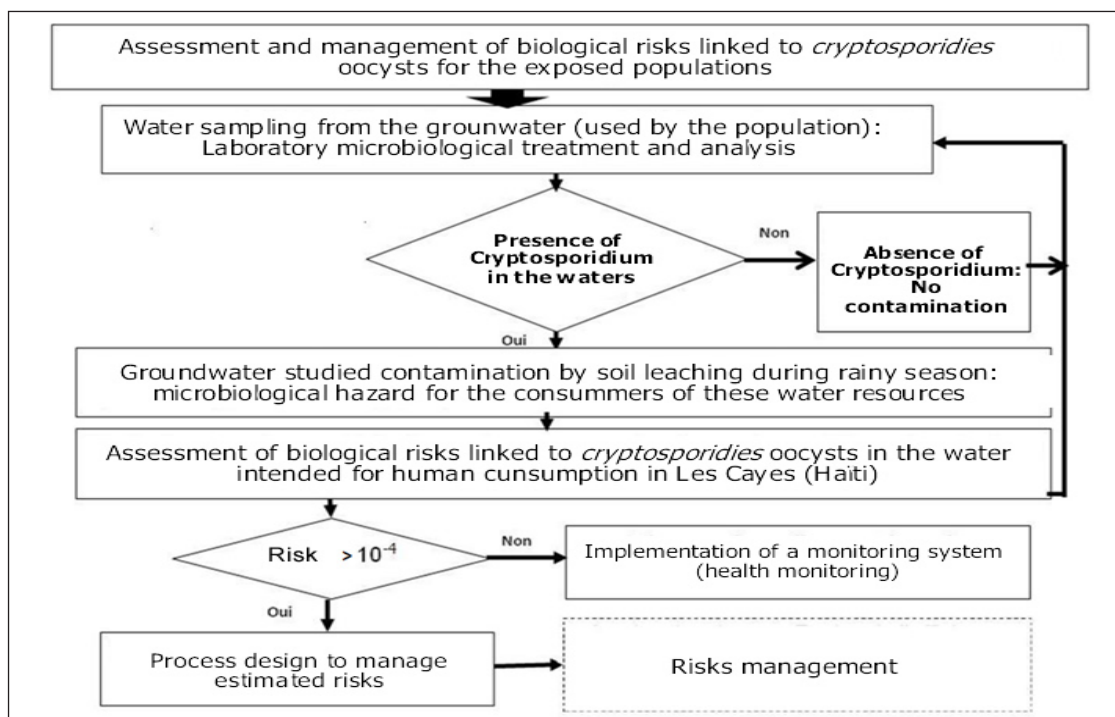 Assessment and management of biological risks linked to cryptosporidies
oocysts for the exposed populations
Water sampling from the grounwater (used by the population):
Laboratory microbiological treatment and analysis
Presence of
Cryptosporidium
in the waters
Non
Absence of
Cryptosporidium:
No
contamination
Oui
Groundwater studied contamination by soil leaching during rainy season:
microbiological hazard for the consummers of these water resources
Assessment of biological risks linked to cryptosporidies oocysts in the water
intended for human cunsumption in Les Cayes (Haïti)
Risk >10⁻⁴
Non
Implementation of a monitoring system
(health monitoring)
Oui
Process design to manage
estimated risks
Risks management